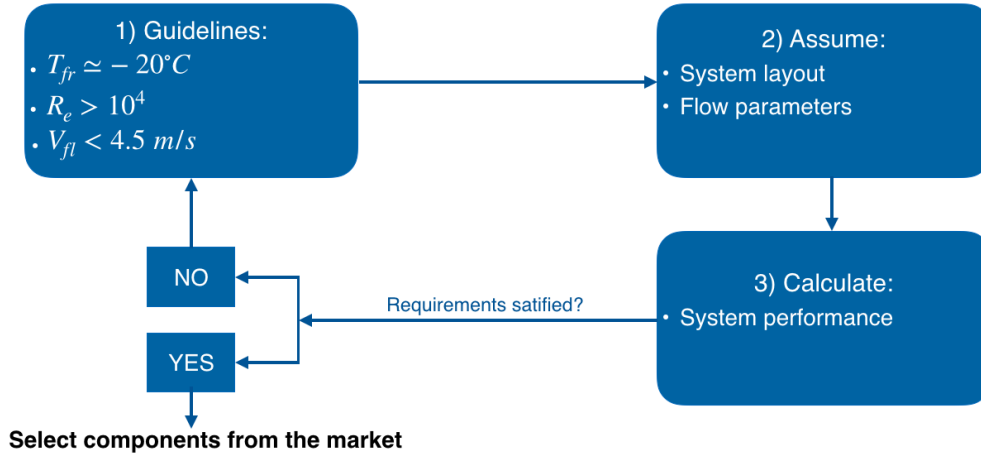 1) Guidelines:
• T_fr ≃ − 20°C
• R_e > 10^4
• V_fl < 4.5 m/s
2) Assume:
• System layout
• Flow parameters
3) Calculate:
• System performance
Requirements satified?
NO
YES
Select components from the market